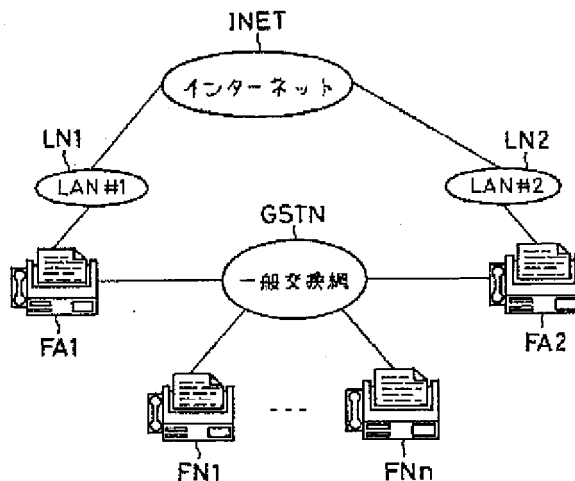 INET
インターネット
LN1
LN2
LAN#1
LAN#2
GSTN
一般交換網
FA1
FA2
FN1
---
FNn